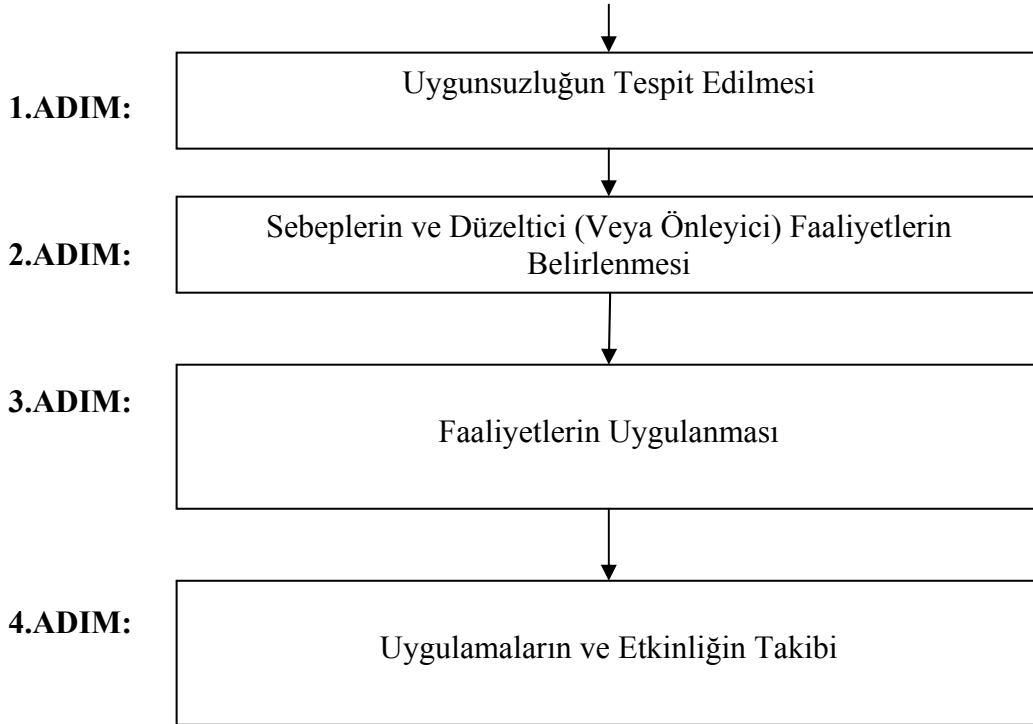 1.ADIM:
Uygunsuzluğun Tespit Edilmesi
2.ADIM:
Sebeplerin ve Düzeltici (Veya Önleyici) Faaliyetlerin
Belirlenmesi
3.ADIM:
Faaliyetlerin Uygulanması
4.ADIM:
Uygulamaların ve Etkinliğin Takibi